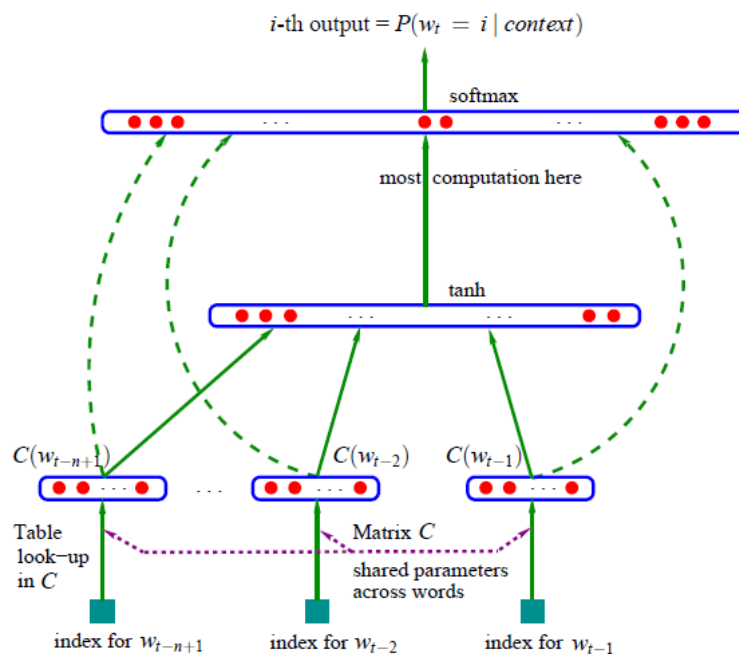 i-th output = P(w_t = i | context)
softmax
. . .
. . .
most computation here
tanh
. . .
. . .
C(w_{t−n+1})
C(w_{t−2})
C(w_{t−1})
. . .
. . .
. . .
. . .
Table
look−up
in C
Matrix C
shared parameters
across words
index for w_{t−n+1}
index for w_{t−2}
index for w_{t−1}